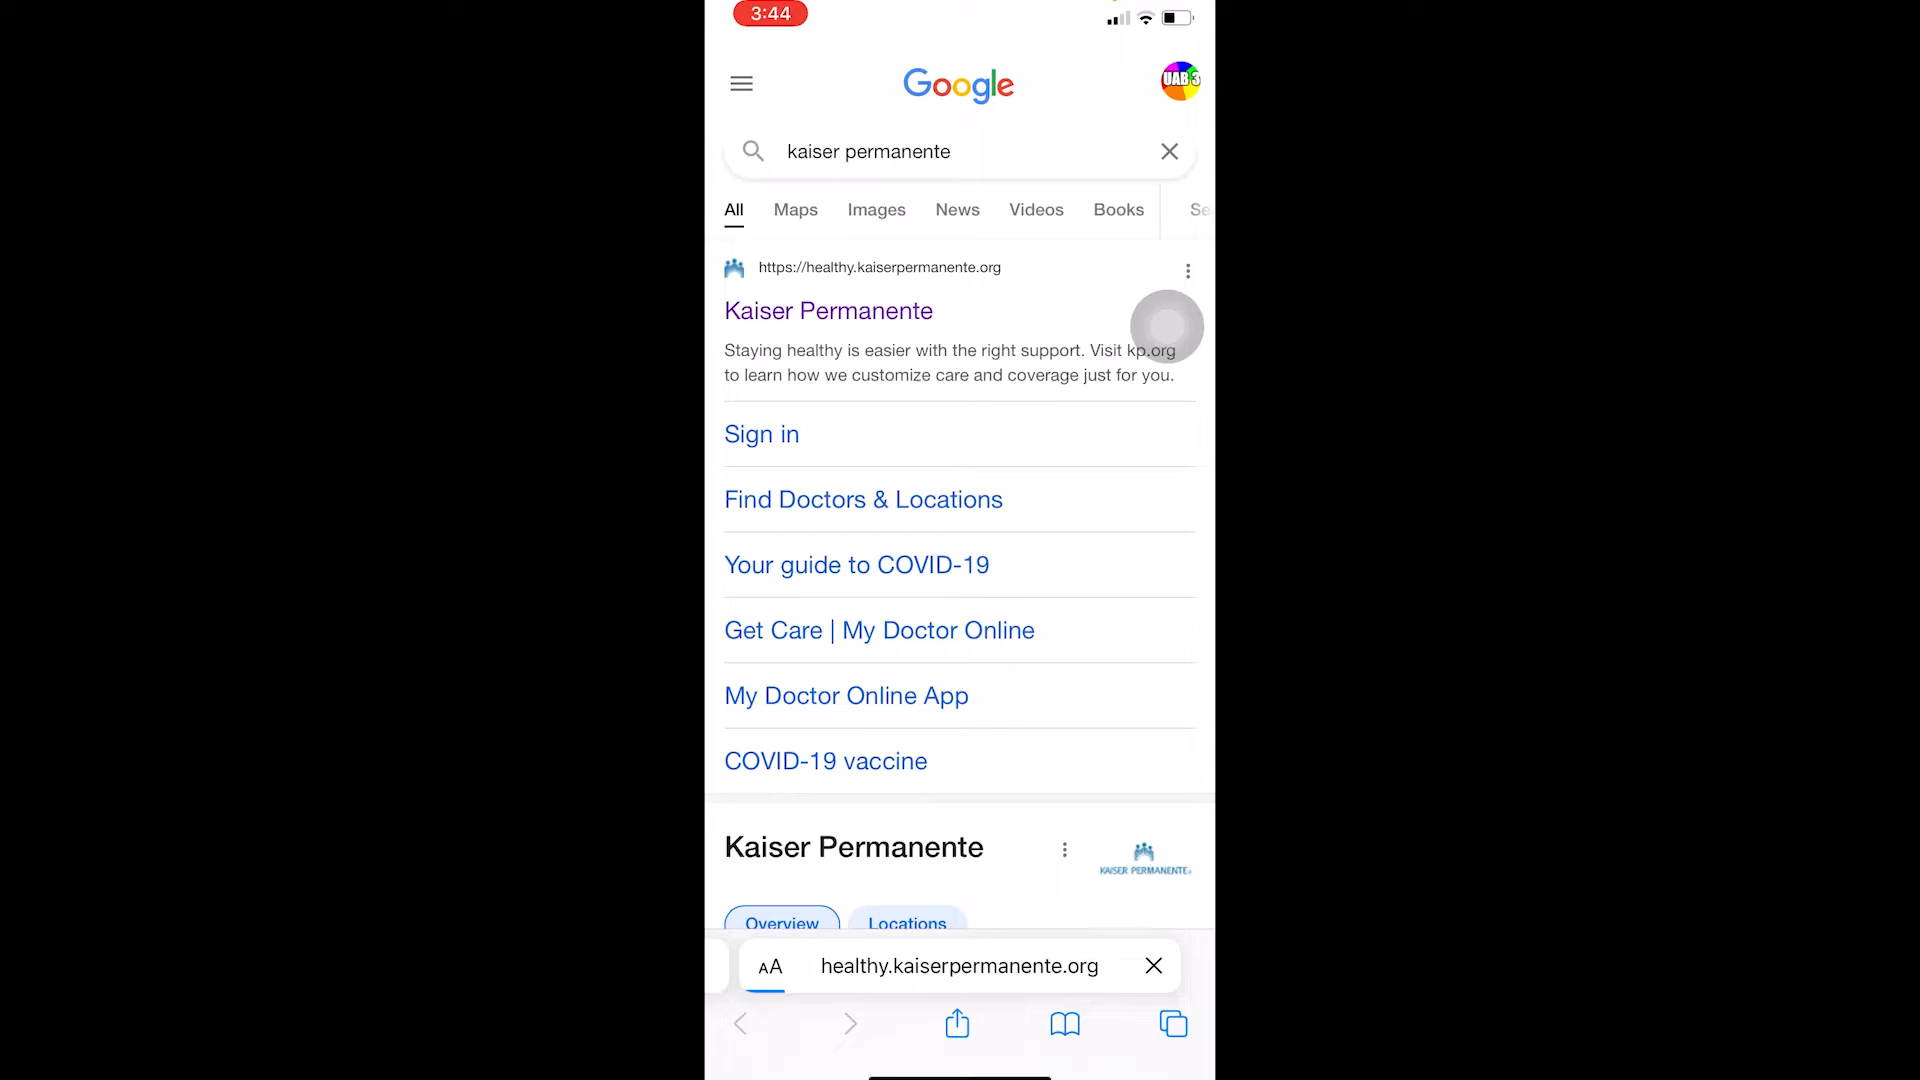 3:44
Google
UAB 3
kaiser permanente
All Maps Images News Videos Books Se
https://healthy.kaiserpermanente.org
Kaiser Permanente
Staying healthy is easier with the right support. Visit kp.org
to learn how we customize care and coverage just for you.
Sign in
Find Doctors & Locations
Your guide to COVID-19
Get Care | My Doctor Online
My Doctor Online App
COVID-19 vaccine
Kaiser Permanente
KAISER PERMANENTE®
Overview Locations
AA healthy.kaiserpermanente.org